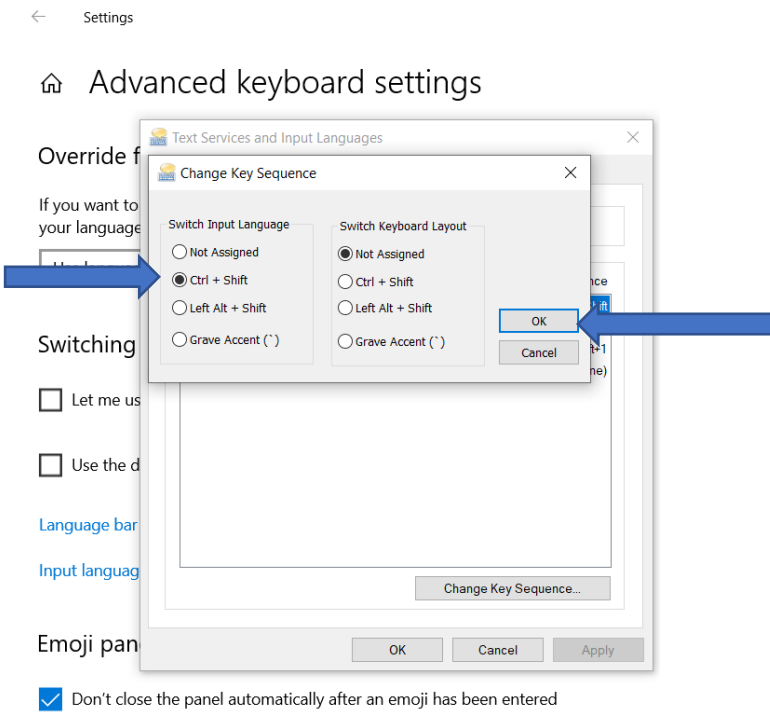 Settings
Advanced keyboard settings
Text Services and Input Languages
Override f
Change Key Sequence
If you want to
your language
Switch Input Language
Not Assigned
Ctrl + Shift
Left Alt + Shift
Grave Accent (`)
Switch Keyboard Layout
Not Assigned
Ctrl + Shift
Left Alt + Shift
Grave Accent (`)
OK
Cancel
Switching
Let me us
Use the d
Language bar
Input languag
Change Key Sequence...
OK
Cancel
Apply
Emoji pan
Don't close the panel automatically after an emoji has been entered